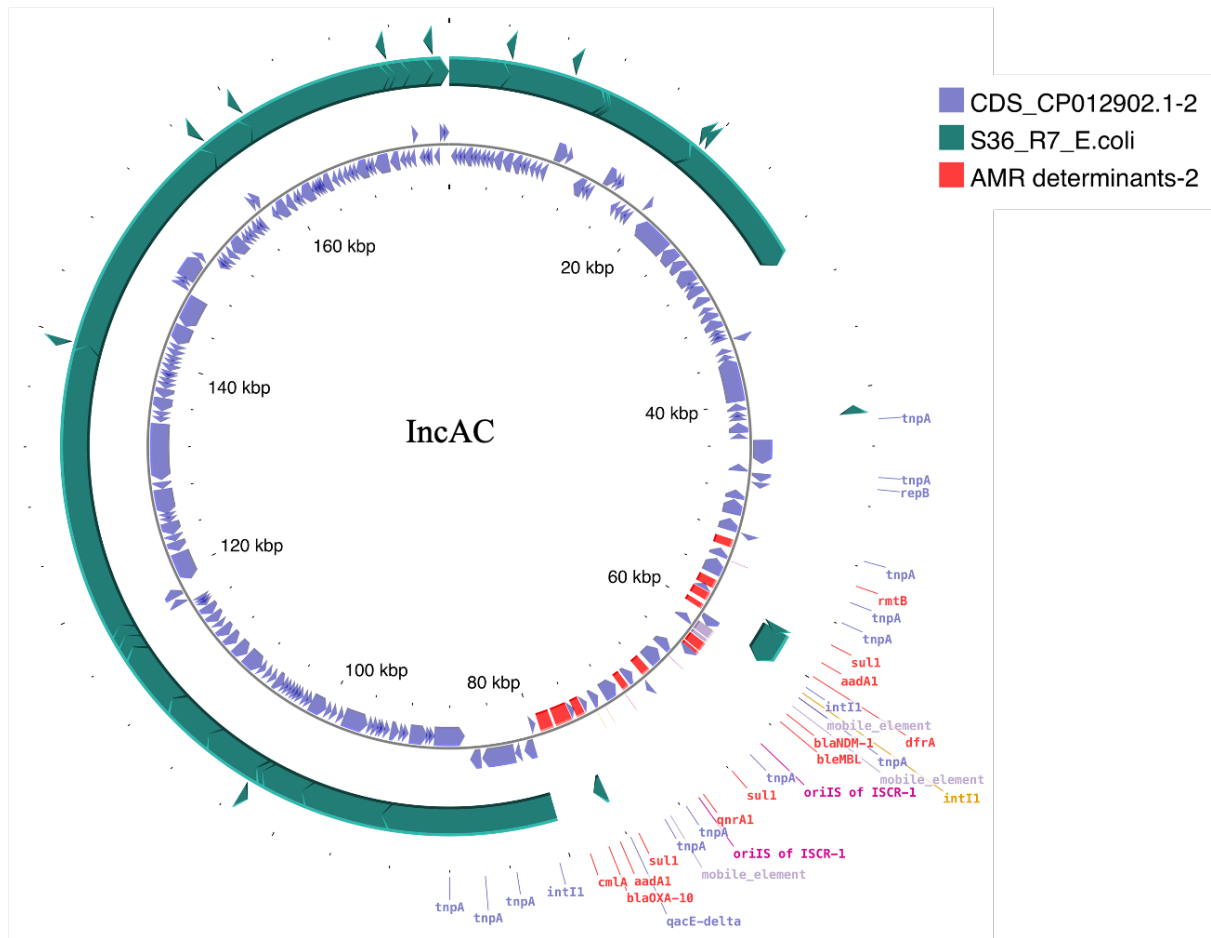 CDS_CP012902.1-2
S36_R7_E.coli
AMR determinants-2
IncAC
20 kbp
40 kbp
60 kbp
80 kbp
100 kbp
120 kbp
140 kbp
160 kbp
tnpA
tnpA
repB
tnpA
rmtB
tnpA
tnpA
sul1
aadA1
intI1
mobile_element
dfrA
blaNDM-1
bleMBL
tnpA
mobile_element
intI1
tnpA
oriIS of ISCR-1
sul1
qnrA1
tnpA
oriIS of ISCR-1
tnpA
mobile_element
sul1
cmlA
aadA1
blaOXA-10
qacE-delta
intI1
tnpA
tnpA
tnpA